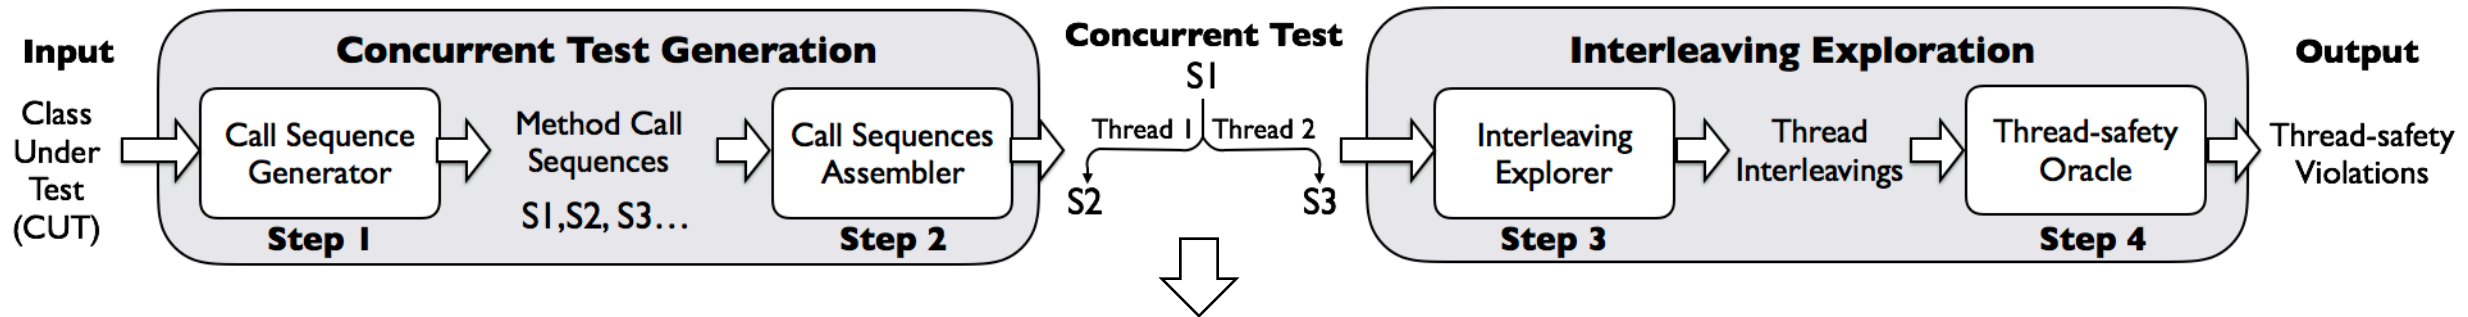 Input
Class
Under
Test
(CUT)
Concurrent Test Generation
Call Sequence
Generator
Step 1
Method Call
Sequences
S1,S2, S3...
Call Sequences
Assembler
Step 2
Concurrent Test
S1
Thread 1
Thread 2
S2
S3
Interleaving Exploration
Interleaving
Explorer
Step 3
Thread
Interleavings
Thread-safety
Oracle
Step 4
Output
Thread-safety
Violations